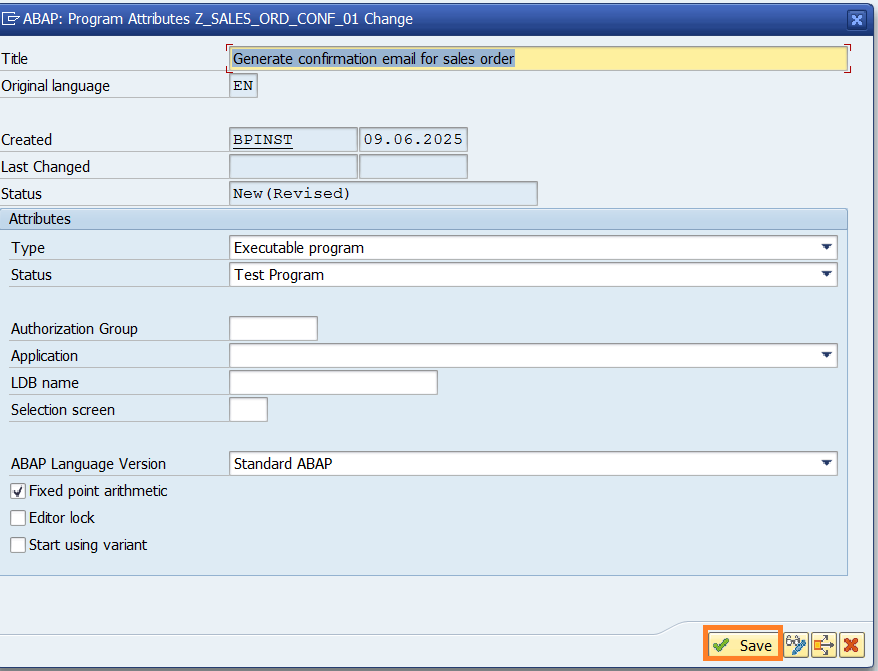 ABAP: Program Attributes Z_SALES_ORD_CONF_01 Change
Title Generate confirmation email for sales order
Original language EN
Created BPINST 09.06.2025
Last Changed
Status New(Revised)
Attributes
Type Executable program
Status Test Program
Authorization Group
Application
LDB name
Selection screen
ABAP Language Version Standard ABAP
Fixed point arithmetic
Editor lock
Start using variant
Save